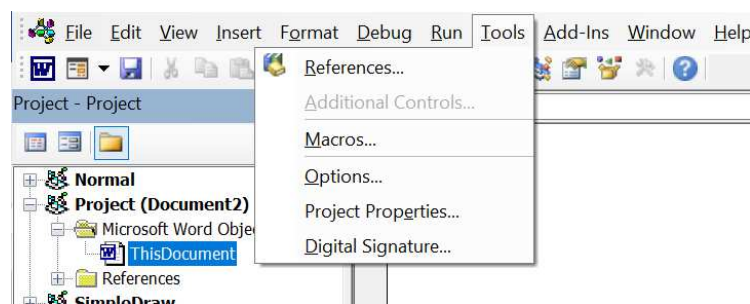 File Edit View Insert Format Debug Run Tools Add-Ins Window Help
References...
Project - Project
Additional Controls...
Macros...
Normal
Options...
Project (Document2)
Project Properties...
Microsoft Word Obje
ThisDocument
Digital Signature...
References
SimploDraw